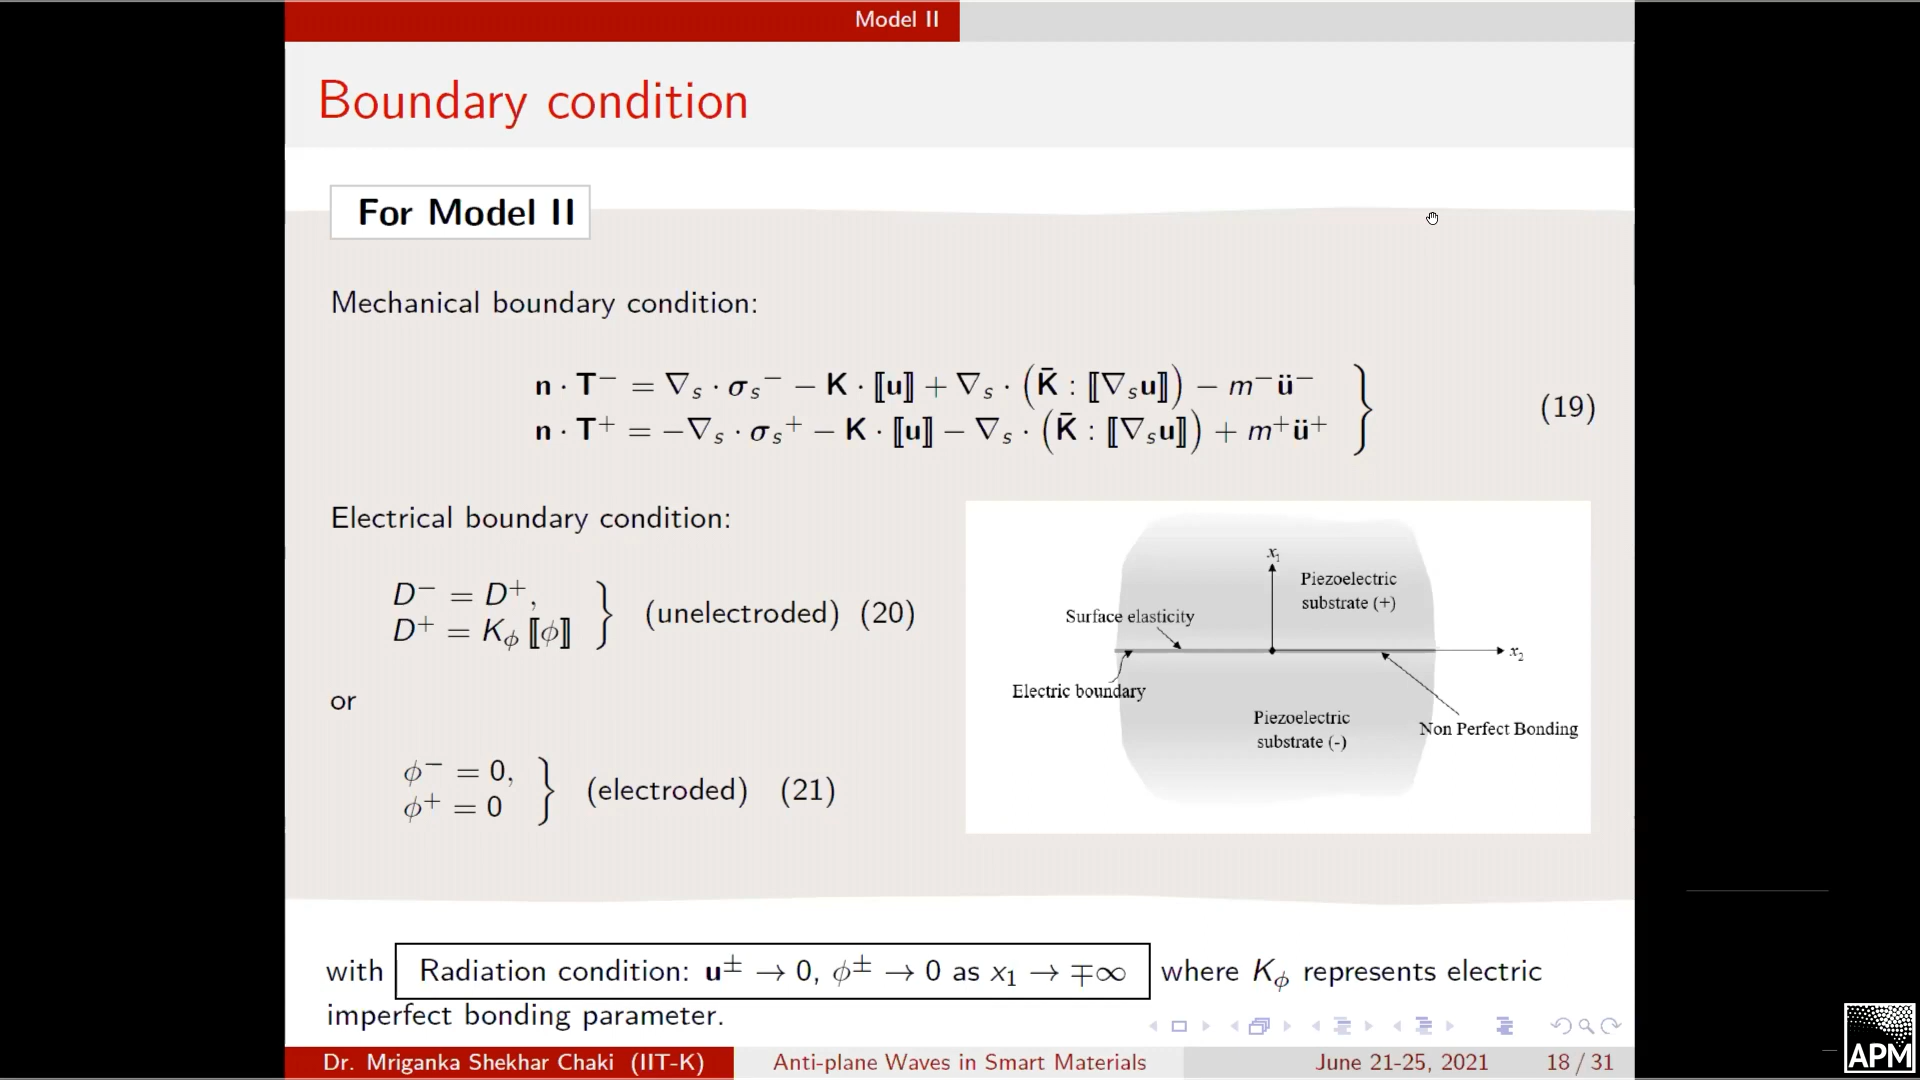 Model II
Boundary condition
For Model II
Mechanical boundary condition:
n · T⁻ = ∇ₛ · σₛ⁻ − K · ⟦u⟧ + ∇ₛ · (K̄ : ⟦∇ₛu⟧) − m⁻ü⁻
n · T⁺ = −∇ₛ · σₛ⁺ − K · ⟦u⟧ − ∇ₛ · (K̄ : ⟦∇ₛu⟧) + m⁺ü⁺
(19)
Electrical boundary condition:
D⁻ = D⁺,
D⁺ = K_ϕ ⟦ϕ⟧
(unelectroded) (20)
or
ϕ⁻ = 0,
ϕ⁺ = 0
(electroded) (21)
x₁
Piezoelectric
substrate (+)
Surface elasticity
x₂
Electric boundary
Piezoelectric
substrate (-)
Non Perfect Bonding
with Radiation condition: u± → 0, ϕ± → 0 as x₁ → ∓∞ where K_ϕ represents electric
imperfect bonding parameter.
Dr. Mriganka Shekhar Chaki (IIT-K) Anti-plane Waves in Smart Materials June 21-25, 2021 18 / 31
APM